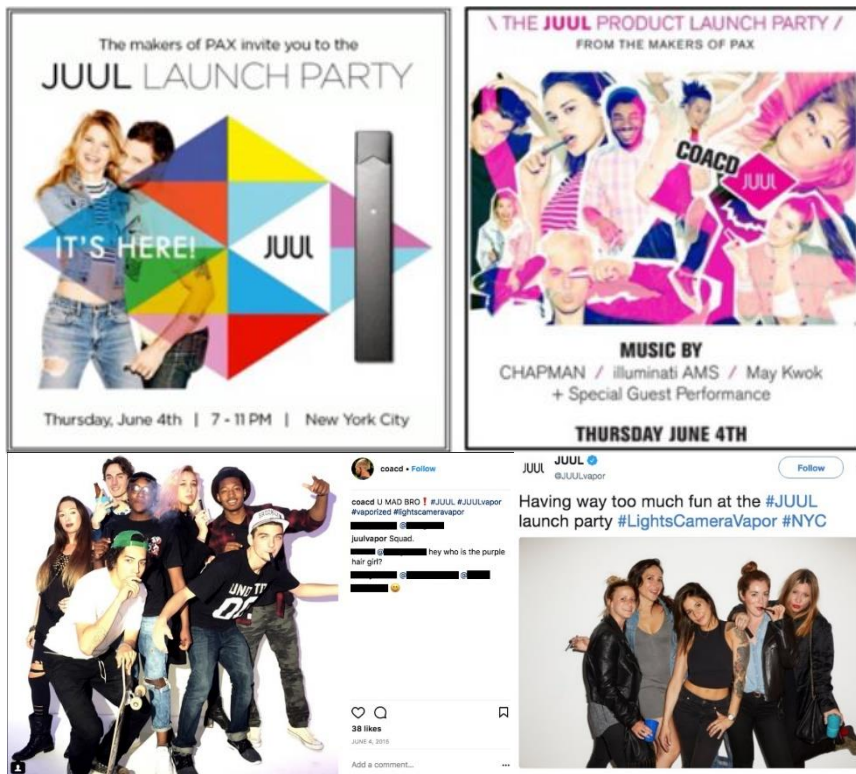 The makers of PAX invite you to the
JUUL LAUNCH PARTY
IT'S HERE!
JUUL
Thursday, June 4th | 7 - 11 PM | New York City
\ THE JUUL PRODUCT LAUNCH PARTY /
FROM THE MAKERS OF PAX
COACD
JUUL
MUSIC BY
CHAPMAN / illuminati AMS / May Kwok
+ Special Guest Performance
THURSDAY JUNE 4TH
UND
00
coacd • Follow
coacd U MAD BRO❗ #JUUL #JUULvapor
#vaporized #lightscameravapor
@
juulvapor Squad.
@ hey who is the purple
hair girl?
@ @
😀
38 likes
JUNE 4, 2015
Add a comment...
JUUL JUUL
@JUULvapor
Follow
Having way too much fun at the #JUUL
launch party #LightsCameraVapor #NYC